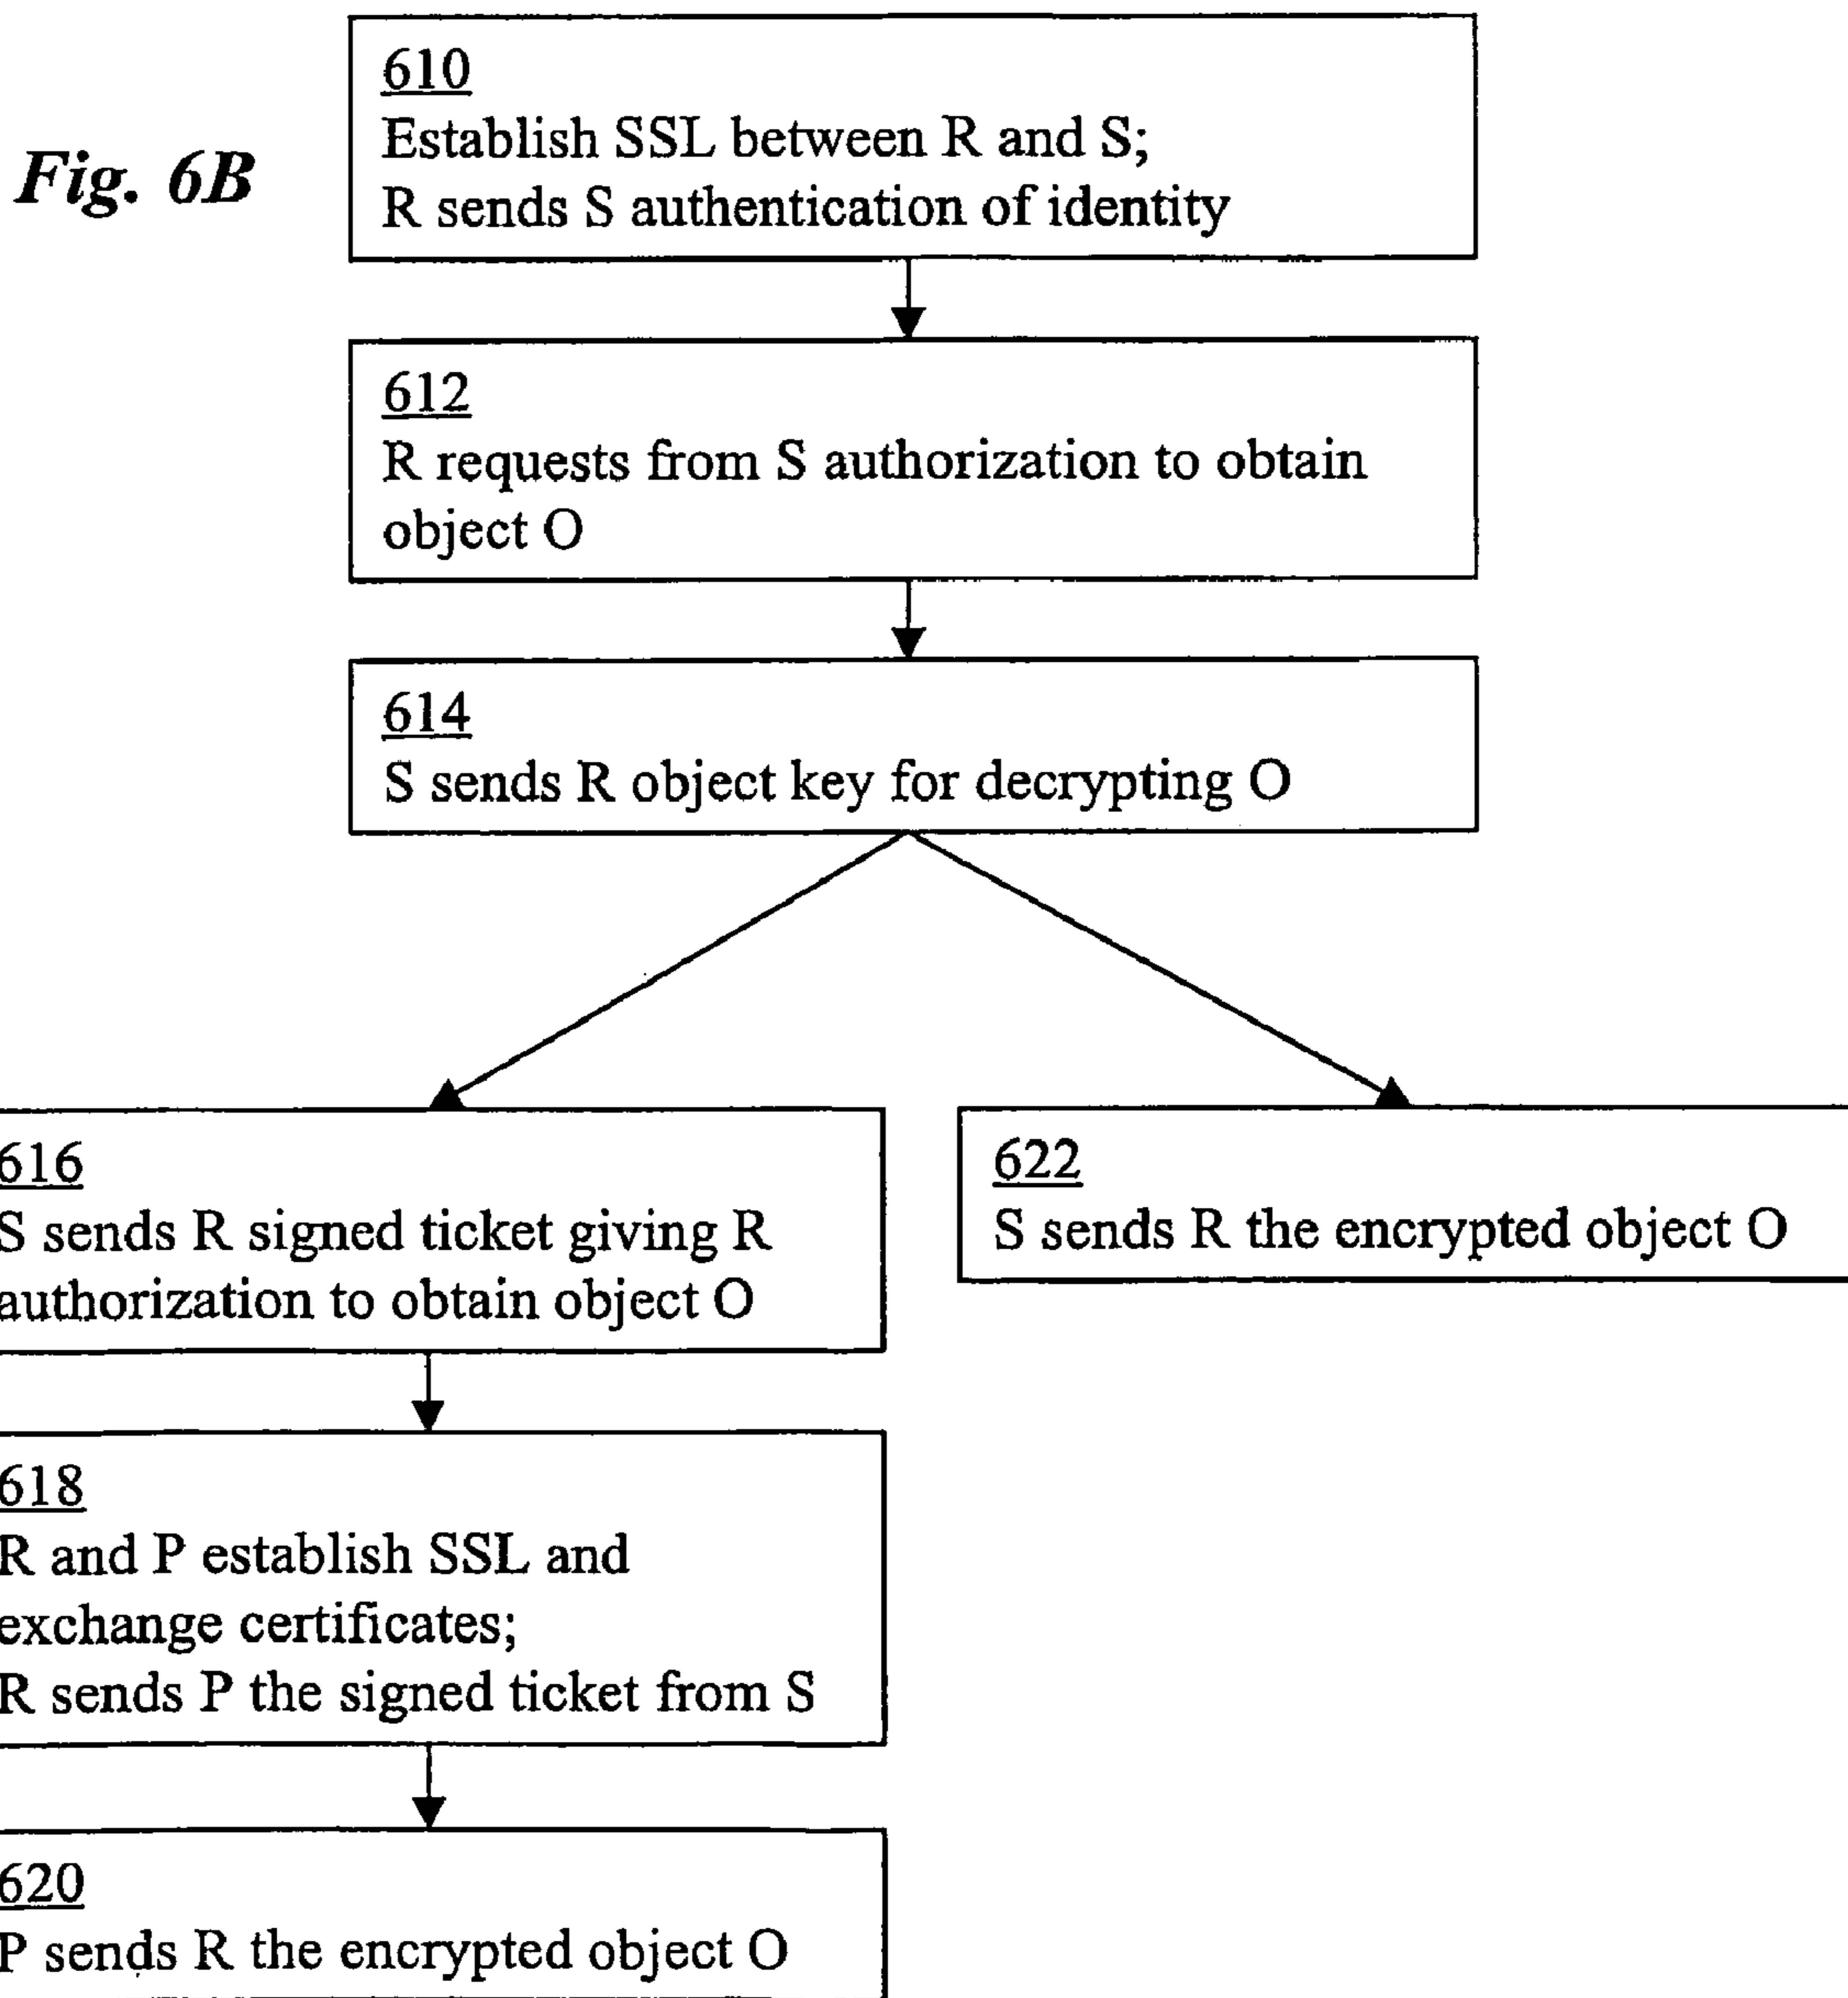 Fig. 6B
610
Establish SSL between R and S;
R sends S authentication of identity
612
R requests from S authorization to obtain
object O
614
S sends R object key for decrypting O
616
S sends R signed ticket giving R
authorization to obtain object O
622
S sends R the encrypted object O
618
R and P establish SSL and
exchange certificates;
R sends P the signed ticket from S
620
P sends R the encrypted object O